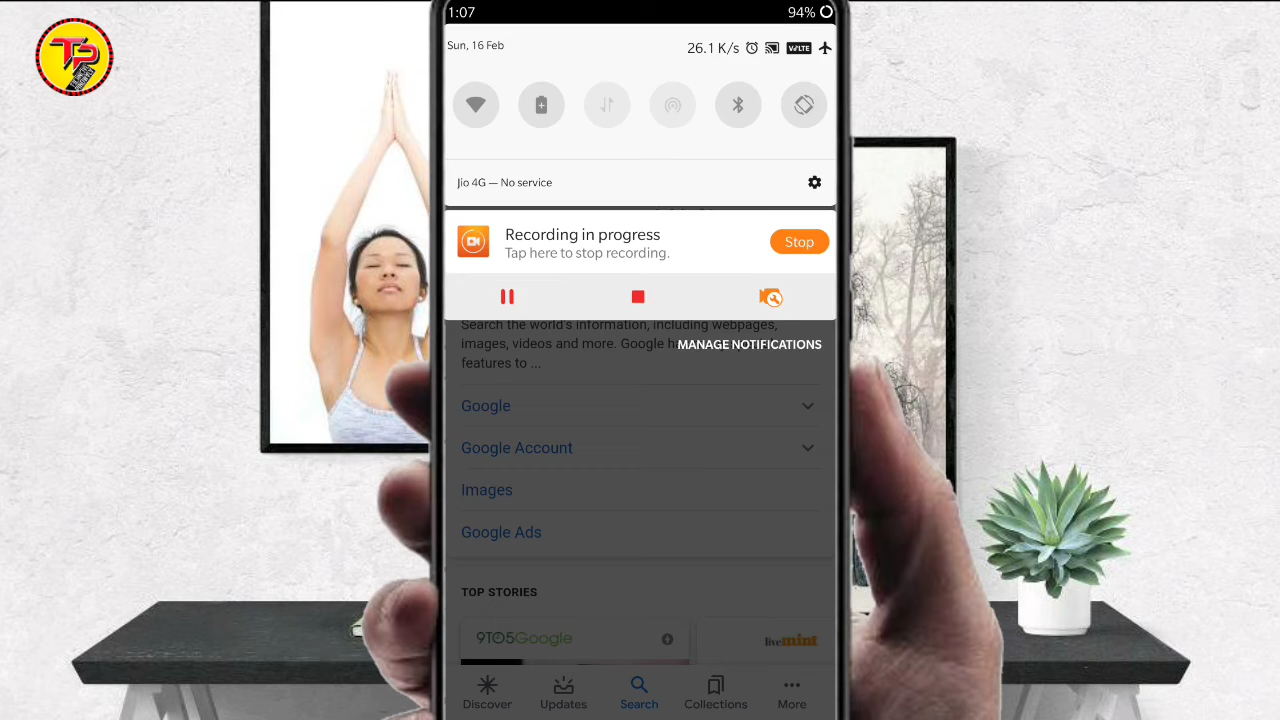 TP
1:07
94%
Sun, 16 Feb
26.1 K/s
VoLTE
Jio 4G — No service
Recording in progress
Stop
Tap here to stop recording.
Search the world's information, including webpages,
images, videos and more. Google
MANAGE NOTIFICATIONS
features to ...
Google
Google Account
Images
Google Ads
TOP STORIES
9TO5Google
livemint
Discover
Updates
Search
Collections
More